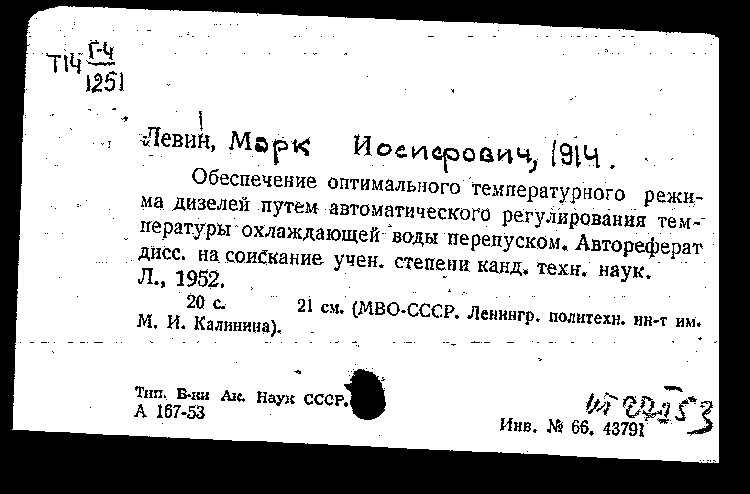 Т14 Г-4
1251
Левин, Марк Иосифович, 1914.
Обеспечение оптимального температурного режи-
ма дизелей путем автоматического регулирования тем-
пературы охлаждающей воды перепуском. Автореферат
дисс. на соискание учен. степени канд. техн. наук.
Л., 1952.
20 с. 21 см. (МВО-СССР. Ленингр. политехн. ин-т им.
М. И. Калинина).
Тип. Б-ки Ак. Наук СССР.
А 167-53
Инв. № 66. 43791